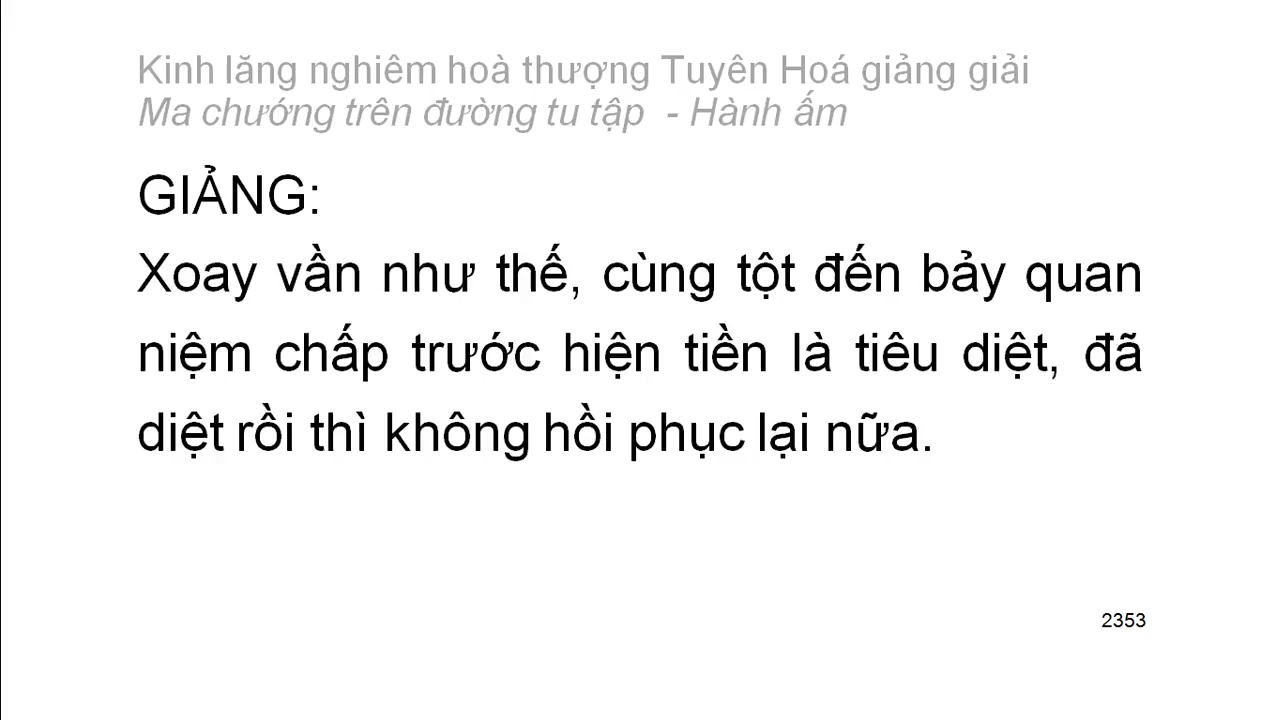 Kinh lăng nghiêm hoà thượng Tuyên Hoá giảng giải
Ma chướng trên đường tu tập - Hành ấm
GIẢNG:
Xoay vần như thế, cùng tột đến bảy quan
niệm chấp trước hiện tiền là tiêu diệt, đã
diệt rồi thì không hồi phục lại nữa.
2353